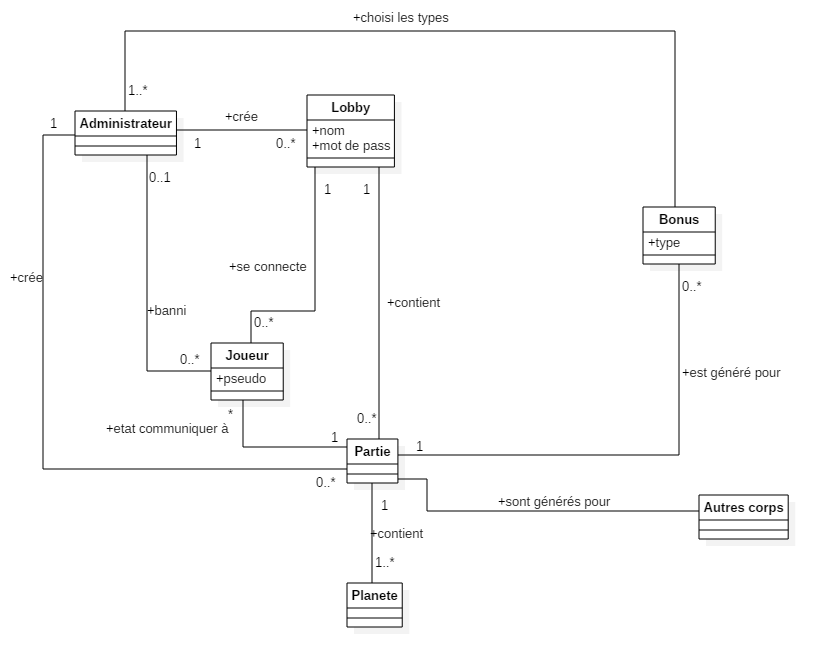 +choisi les types
1..*
1
Administrateur
+crée
1
0..*
Lobby
+nom
+mot de pass
0..1
1
1
Bonus
+type
+se connecte
+crée
0..*
+contient
+banni
0..*
0..*
Joueur
+pseudo
+est généré pour
*
0..*
+etat communiquer à
1
1
Partie
0..*
+sont générés pour
Autres corps
1
+contient
1..*
Planete